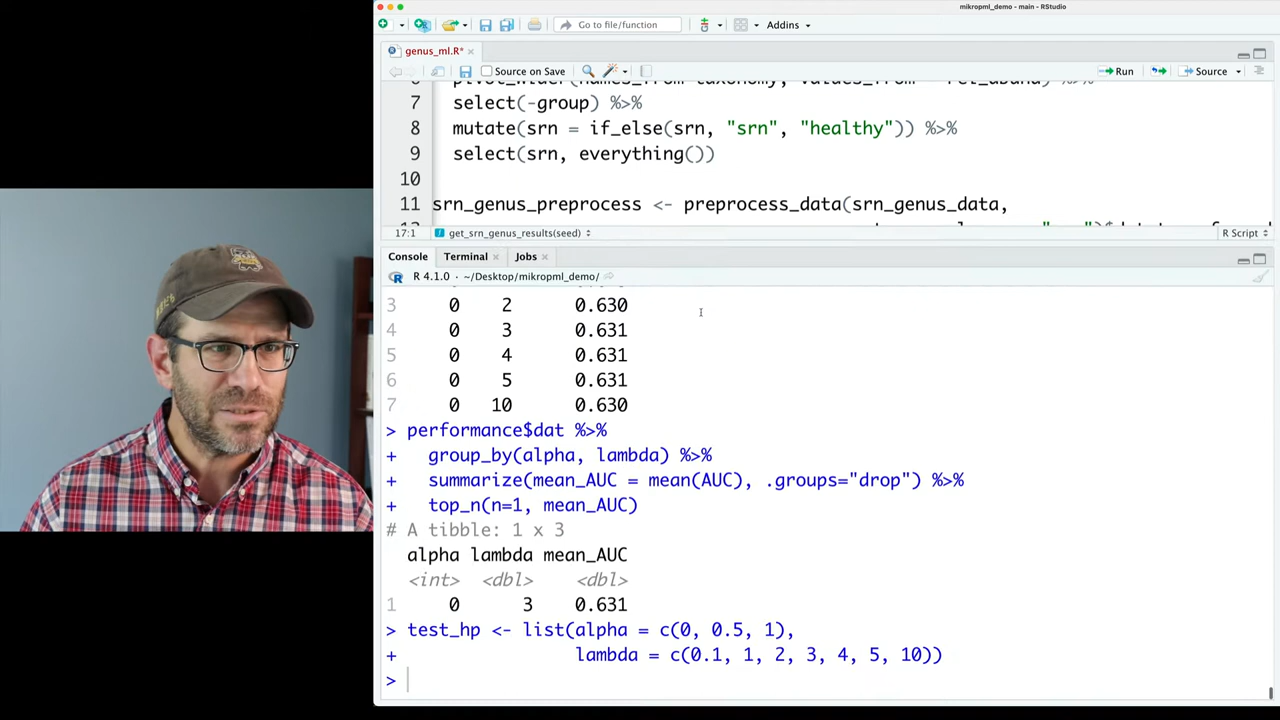 mikropml_demo - main - RStudio
Go to file/function
Addins
genus_ml.R*
Source on Save
Run
Source
7 select(-group) %>%
8 mutate(srn = if_else(srn, "srn", "healthy")) %>%
9 select(srn, everything())
10
11 srn_genus_preprocess <- preprocess_data(srn_genus_data,
17:1 get_srn_genus_results(seed) R Script
Console Terminal Jobs
R 4.1.0 · ~/Desktop/mikropml_demo/
3 0 2 0.630
4 0 3 0.631
5 0 4 0.631
6 0 5 0.631
7 0 10 0.630
> performance$dat %>%
+ group_by(alpha, lambda) %>%
+ summarize(mean_AUC = mean(AUC), .groups="drop") %>%
+ top_n(n=1, mean_AUC)
# A tibble: 1 x 3
alpha lambda mean_AUC
<int> <dbl> <dbl>
1 0 3 0.631
> test_hp <- list(alpha = c(0, 0.5, 1),
+ lambda = c(0.1, 1, 2, 3, 4, 5, 10))
>